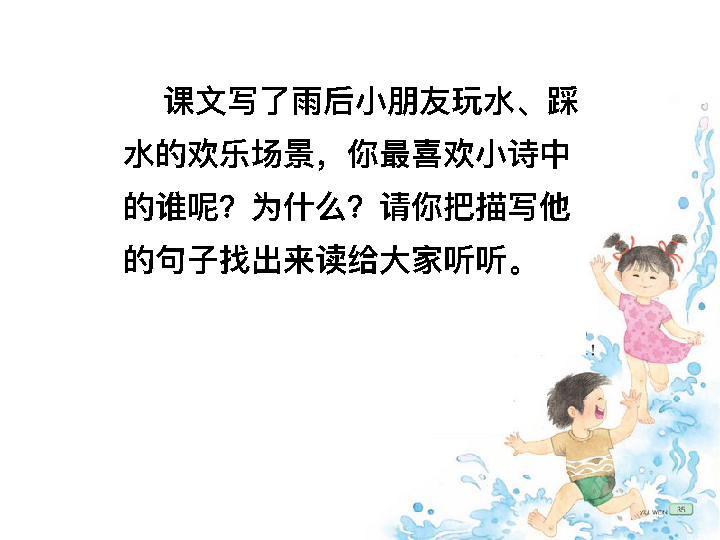 课文写了雨后小朋友玩水、踩
水的欢乐场景，你最喜欢小诗中
的谁呢？为什么？请你把描写他
的句子找出来读给大家听听。
！
YU WEN 35